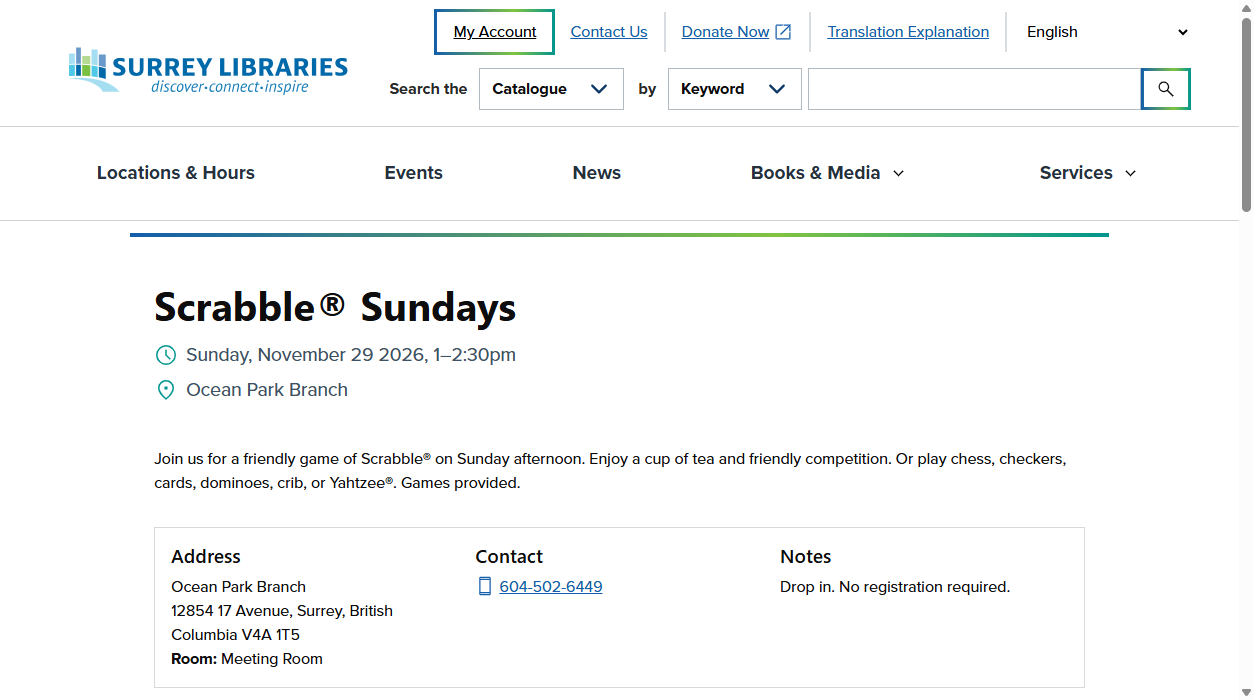 My Account
Contact Us
Donate Now
Translation Explanation
English
SURREY LIBRARIES
discover·connect·inspire
Search the
Catalogue
by
Keyword
Locations & Hours
Events
News
Books & Media
Services
Scrabble® Sundays
Sunday, November 29 2026, 1–2:30pm
Ocean Park Branch
Join us for a friendly game of Scrabble® on Sunday afternoon. Enjoy a cup of tea and friendly competition. Or play chess, checkers,
cards, dominoes, crib, or Yahtzee®. Games provided.
Address
Ocean Park Branch
12854 17 Avenue, Surrey, British
Columbia V4A 1T5
Room: Meeting Room
Contact
604-502-6449
Notes
Drop in. No registration required.